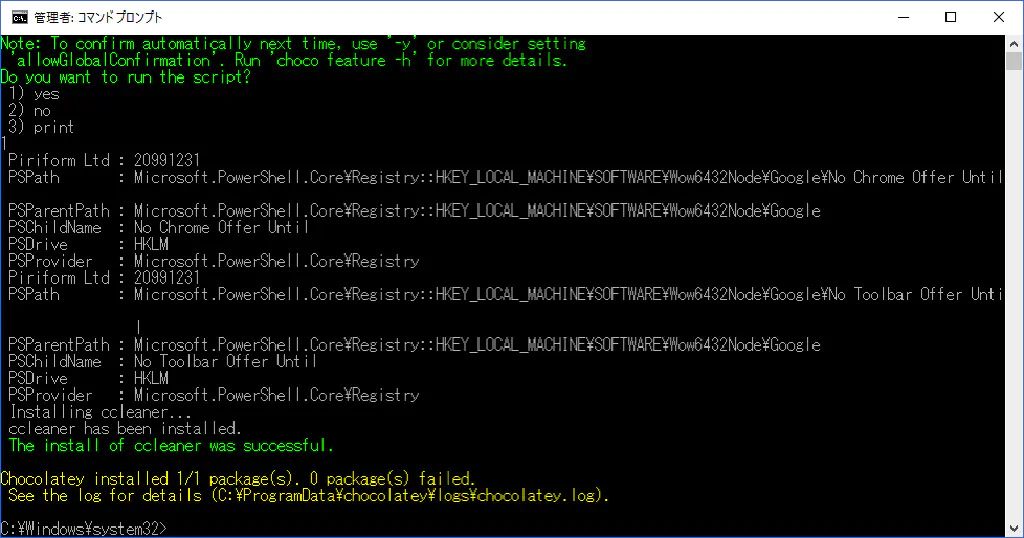 管理者: コマンド プロンプト
Note: To confirm automatically next time, use '-y' or consider setting
'allowGlobalConfirmation'. Run 'choco feature -h' for more details.
Do you want to run the script?
1) yes
2) no
3) print
1
Piriform Ltd : 20991231
PSPath       : Microsoft.PowerShell.Core¥Registry::HKEY_LOCAL_MACHINE¥SOFTWARE¥Wow6432Node¥Google¥No Chrome Offer Until
PSParentPath : Microsoft.PowerShell.Core¥Registry::HKEY_LOCAL_MACHINE¥SOFTWARE¥Wow6432Node¥Google
PSChildName  : No Chrome Offer Until
PSDrive      : HKLM
PSProvider   : Microsoft.PowerShell.Core¥Registry
Piriform Ltd : 20991231
PSPath       : Microsoft.PowerShell.Core¥Registry::HKEY_LOCAL_MACHINE¥SOFTWARE¥Wow6432Node¥Google¥No Toolbar Offer Unti
l
PSParentPath : Microsoft.PowerShell.Core¥Registry::HKEY_LOCAL_MACHINE¥SOFTWARE¥Wow6432Node¥Google
PSChildName  : No Toolbar Offer Until
PSDrive      : HKLM
PSProvider   : Microsoft.PowerShell.Core¥Registry
Installing ccleaner...
ccleaner has been installed.
The install of ccleaner was successful.
Chocolatey installed 1/1 package(s). 0 package(s) failed.
See the log for details (C:¥ProgramData¥chocolatey¥logs¥chocolatey.log).
C:¥Windows¥system32>